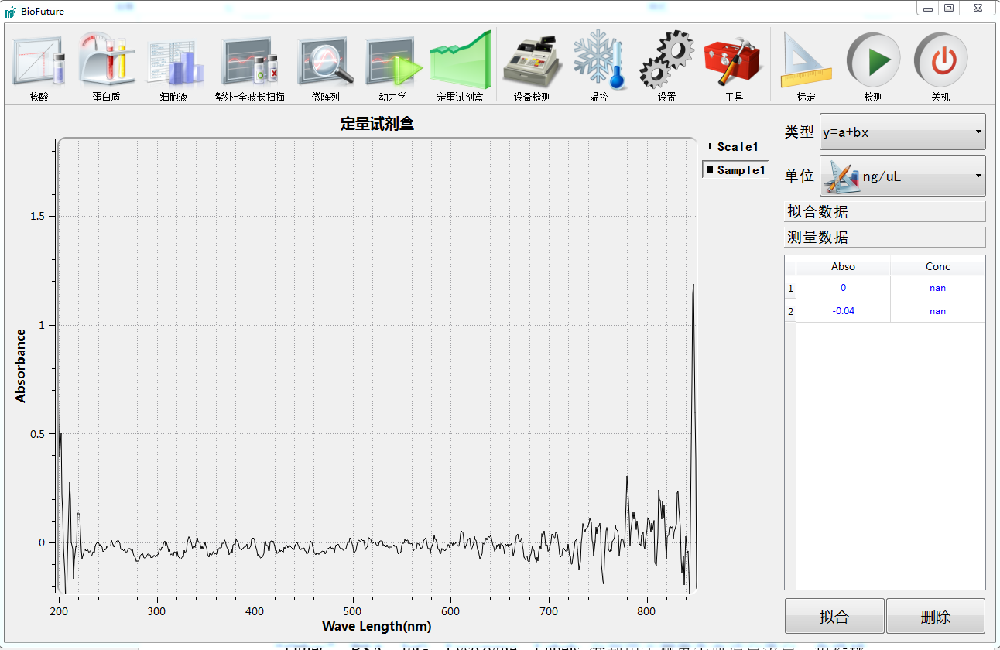 BioFuture
核酸 蛋白质 细胞液 紫外-全波长扫描 微阵列 动力学 定量试剂盒 设备检测 温控 设置 工具 标定 检测 关机
定量试剂盒
Scale1
Sample1
1.5
1
0.5
0
Absorbance
200 300 400 500 600 700 800
Wave Length(nm)
类型 y=a+bx
单位 ng/uL
拟合数据
测量数据
Abso Conc
1 0 nan
2 -0.04 nan
拟合 删除